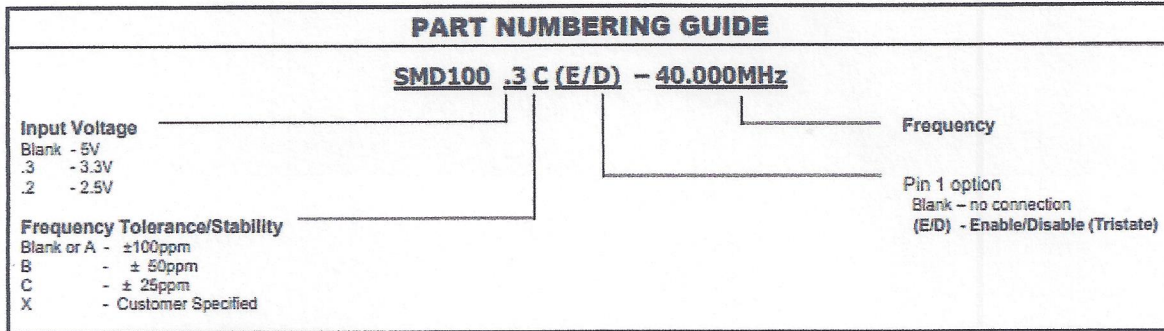 PART NUMBERING GUIDE
SMD100 .3 C (E/D) – 40.000MHz
Input Voltage
Blank - 5V
.3 - 3.3V
.2 - 2.5V
Frequency Tolerance/Stability
Blank or A - ±100ppm
B - ± 50ppm
C - ± 25ppm
X - Customer Specified
Frequency
Pin 1 option
Blank – no connection
(E/D) - Enable/Disable (Tristate)